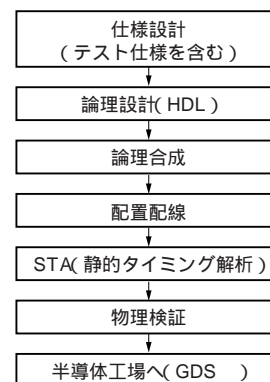 仕様設計
(テスト仕様を含む)
論理設計(HDL)
論理合成
配置配線
STA(静的タイミング解析)
物理検証
半導体工場へ(GDS )